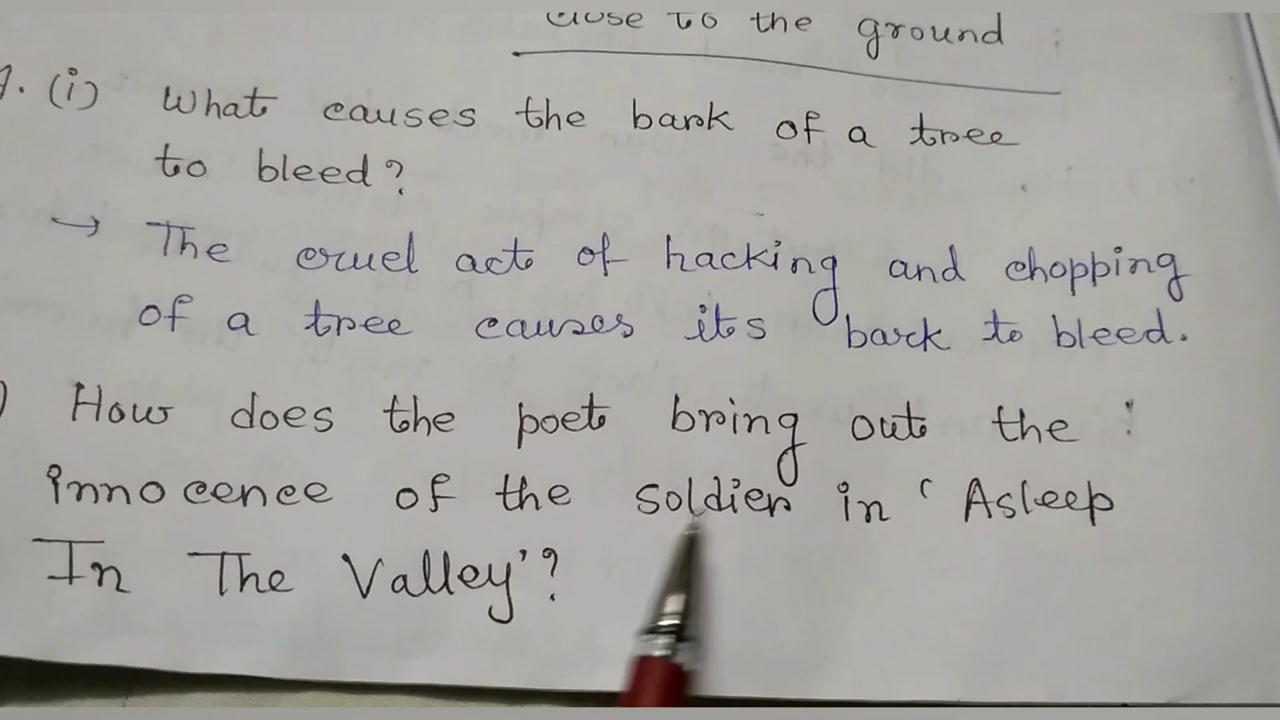 close to the ground
9. (i) What causes the bark of a tree
to bleed?
→ The cruel act of hacking and chopping
of a tree causes its bark to bleed.
) How does the poet bring out the
innocence of the soldier in 'Asleep
In The Valley'?